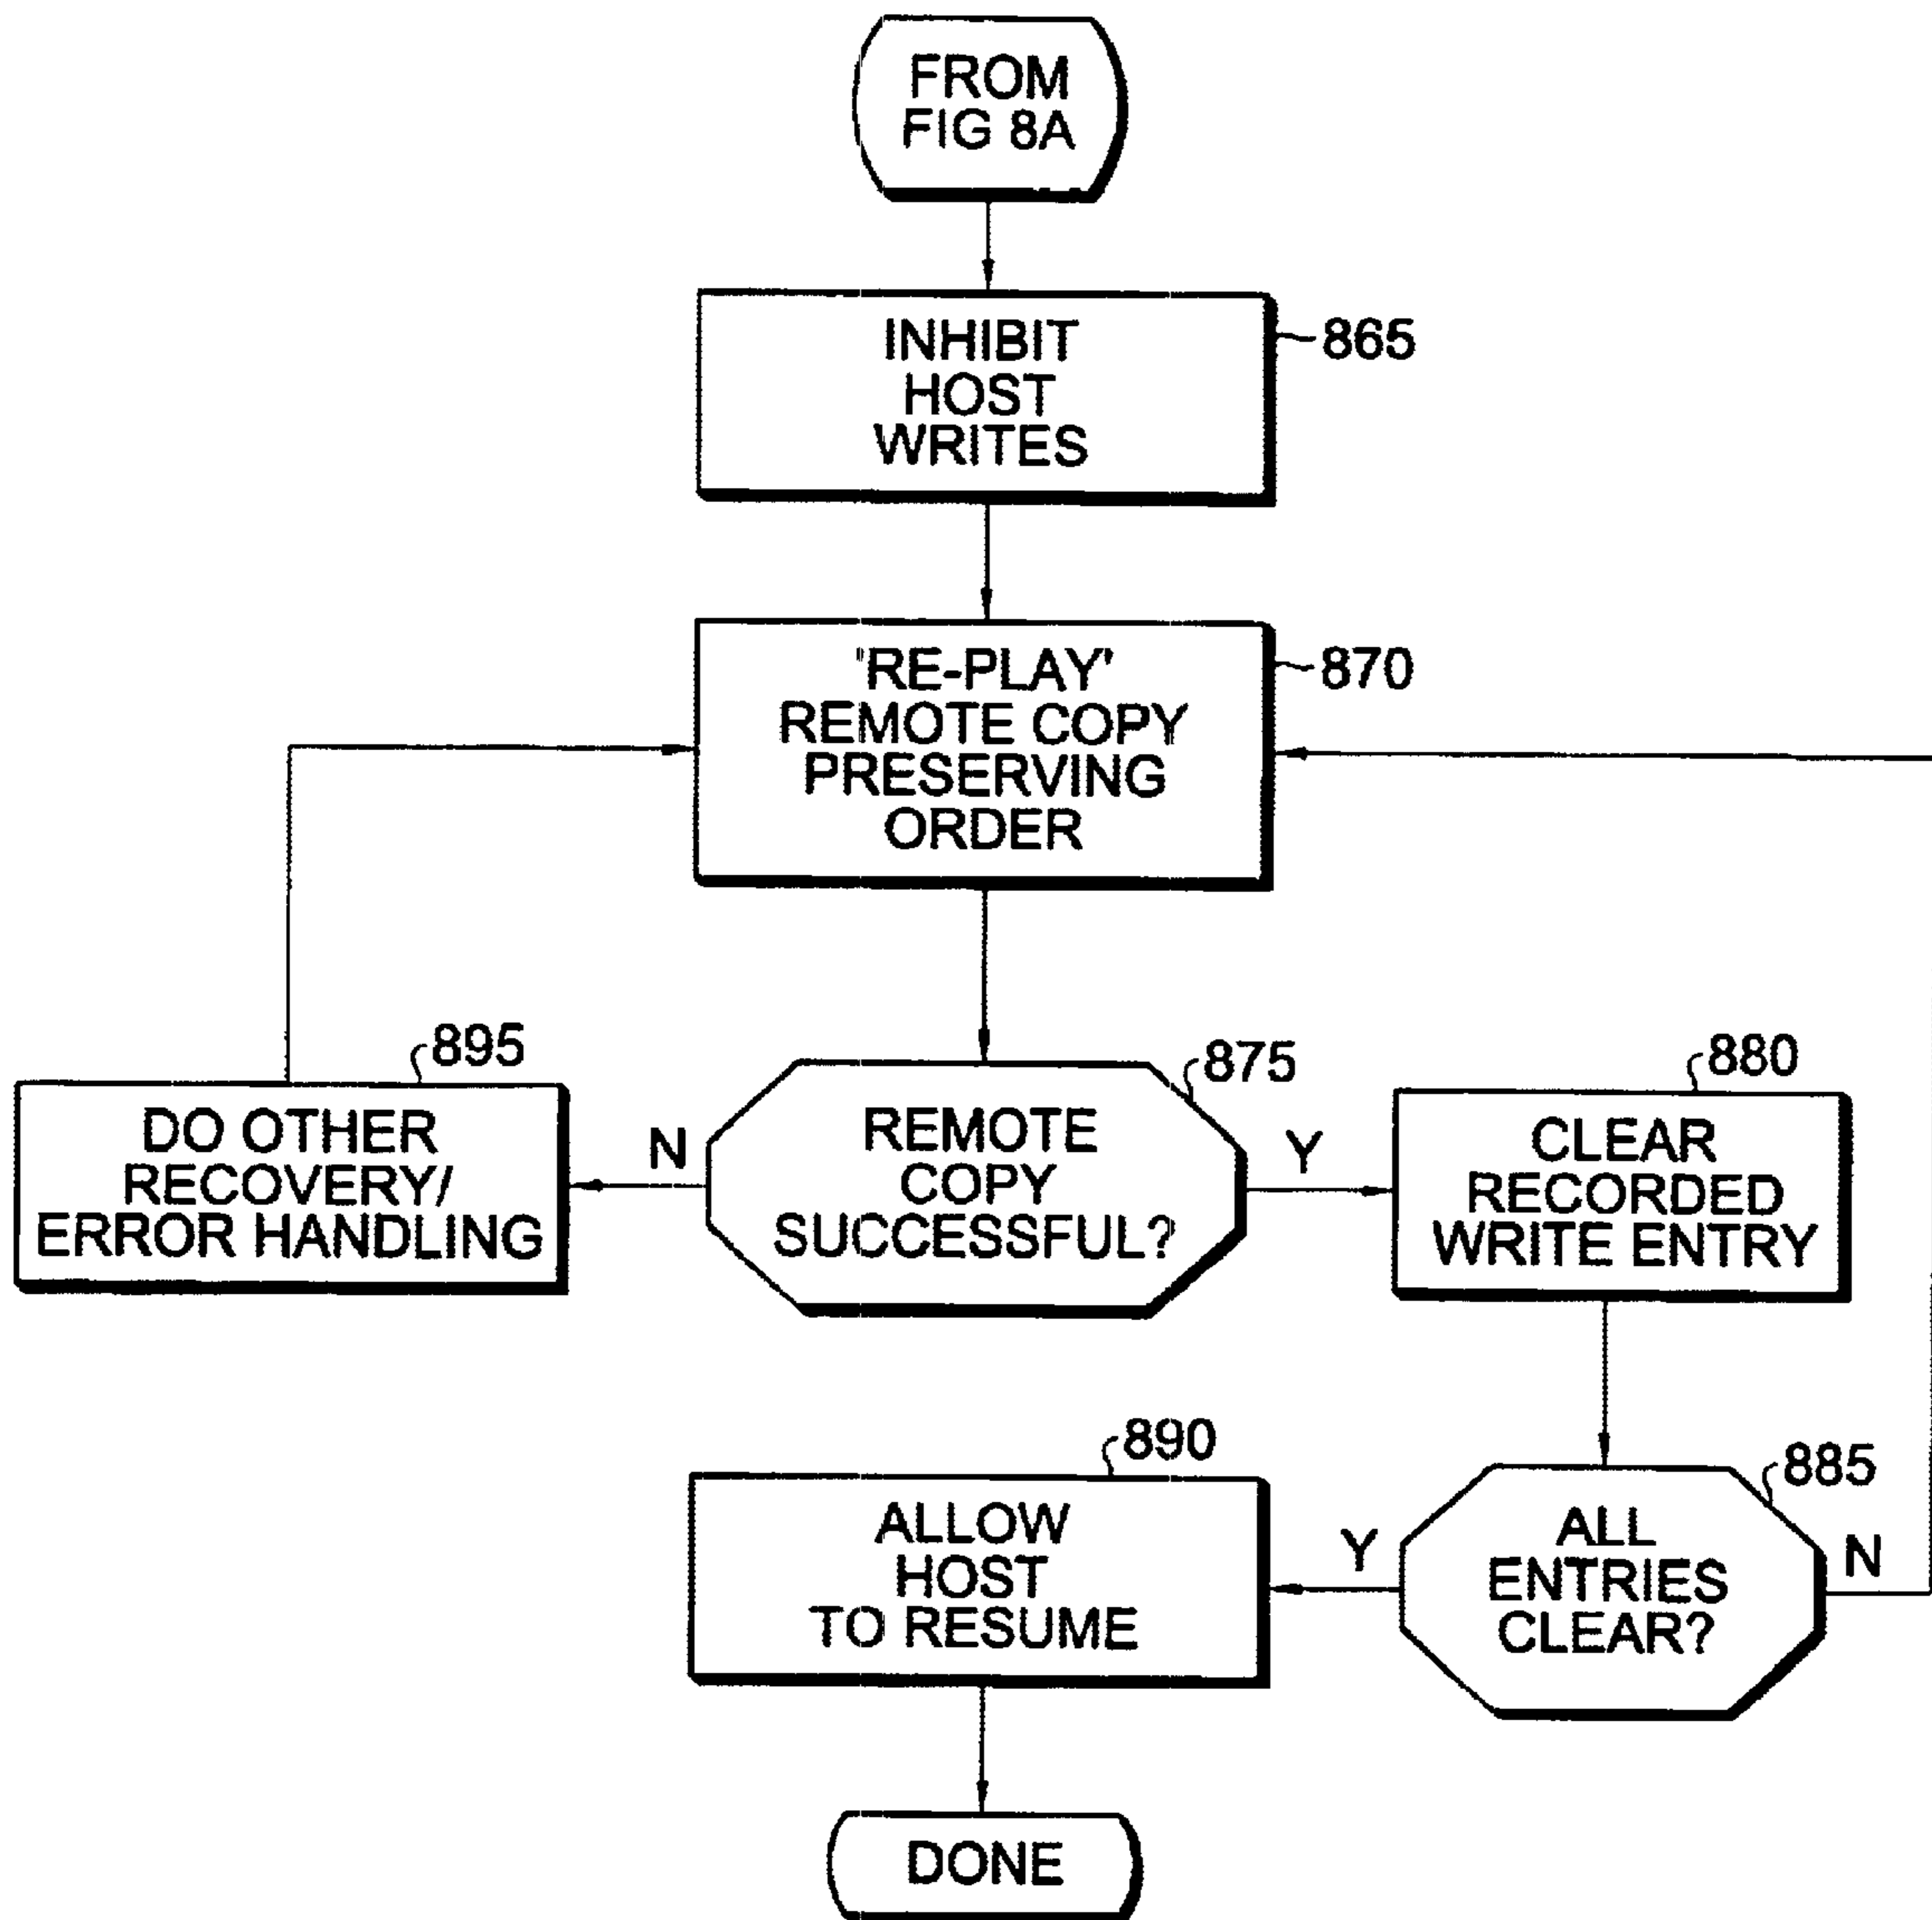 FROM
FIG 8A
INHIBIT
HOST
WRITES
865
'RE-PLAY'
REMOTE COPY
PRESERVING
ORDER
870
895
DO OTHER
RECOVERY/
ERROR HANDLING
N
875
REMOTE
COPY
SUCCESSFUL?
Y
880
CLEAR
RECORDED
WRITE ENTRY
890
ALLOW
HOST
TO RESUME
Y
885
ALL
ENTRIES
CLEAR?
N
DONE